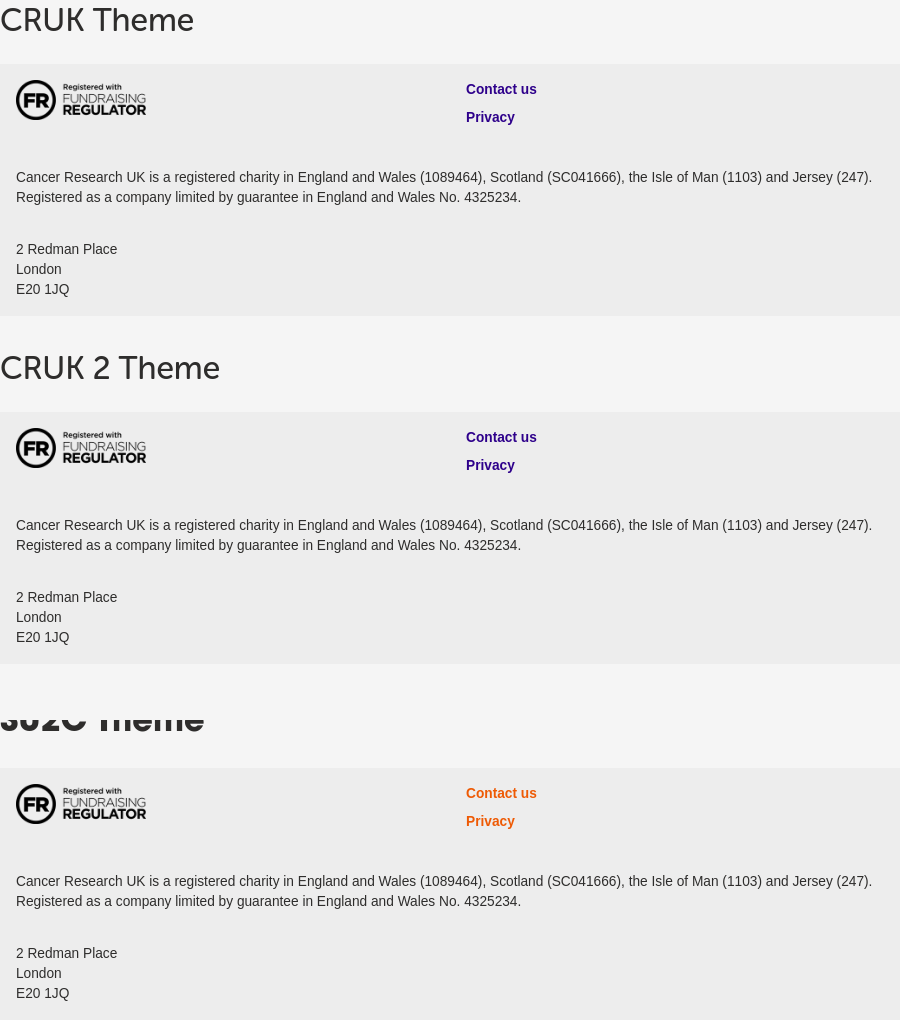 CRUK Theme
FR Registered with
FUNDRAISING
REGULATOR
Contact us
Privacy
Cancer Research UK is a registered charity in England and Wales (1089464), Scotland (SC041666), the Isle of Man (1103) and Jersey (247).
Registered as a company limited by guarantee in England and Wales No. 4325234.
2 Redman Place
London
E20 1JQ
CRUK 2 Theme
FR Registered with
FUNDRAISING
REGULATOR
Contact us
Privacy
Cancer Research UK is a registered charity in England and Wales (1089464), Scotland (SC041666), the Isle of Man (1103) and Jersey (247).
Registered as a company limited by guarantee in England and Wales No. 4325234.
2 Redman Place
London
E20 1JQ
Theme
FR Registered with
FUNDRAISING
REGULATOR
Contact us
Privacy
Cancer Research UK is a registered charity in England and Wales (1089464), Scotland (SC041666), the Isle of Man (1103) and Jersey (247).
Registered as a company limited by guarantee in England and Wales No. 4325234.
2 Redman Place
London
E20 1JQ